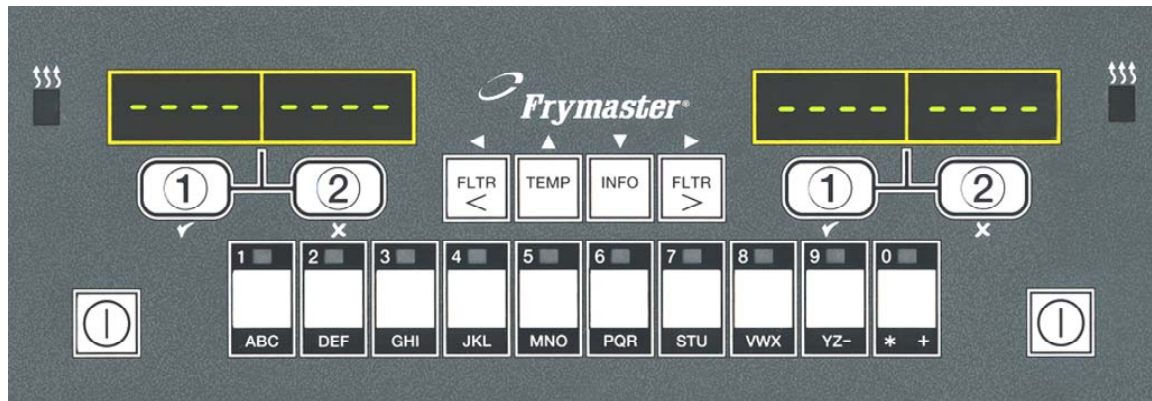 ---- ---- ---- ----
Frymaster®
1 2 FLTR < TEMP INFO FLTR > 1 2
1 2 3 4 5 6 7 8 9 0
ABC DEF GHI JKL MNO PQR STU VWX YZ- * +